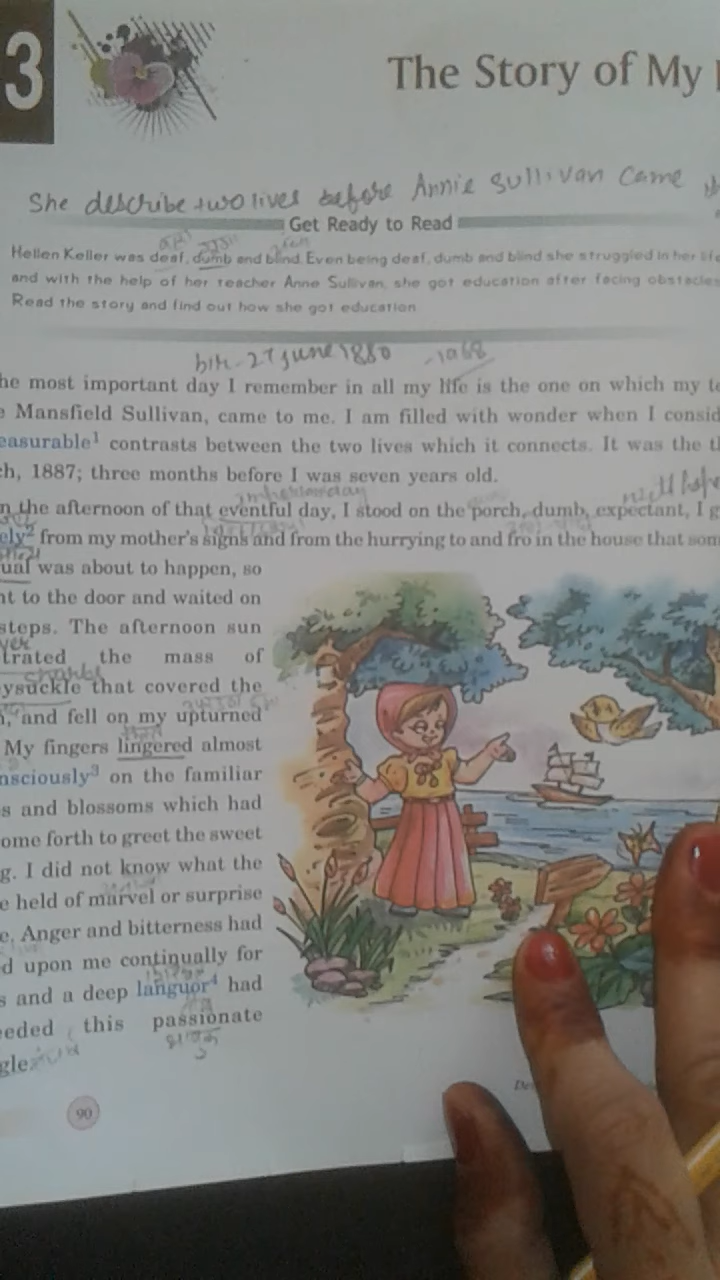 3
The Story of My
She describe two lives before Annie Sullivan came
Get Ready to Read
Hellen Keller was deaf, dumb and blind. Even being deaf, dumb and blind she struggled in her life
and with the help of her teacher Anne Sullivan, she got education after facing obstacles
Read the story and find out how she got education
27 june 1880 - 1968
he most important day I remember in all my life is the one on which my te
e Mansfield Sullivan, came to me. I am filled with wonder when I consid
easurable1 contrasts between the two lives which it connects. It was the th
ch, 1887; three months before I was seven years old.
n the afternoon of that eventful day, I stood on the porch, dumb, expectant, I g
ely2 from my mother's signs and from the hurrying to and fro in the house that som
ual was about to happen, so
nt to the door and waited on
steps. The afternoon sun
trated the mass of
ysuckle that covered the
h, and fell on my upturned
My fingers lingered almost
nsciously3 on the familiar
s and blossoms which had
ome forth to greet the sweet
g. I did not know what the
e held of marvel or surprise
e. Anger and bitterness had
d upon me continually for
s and a deep languor4 had
eeded this passionate
gle.
90